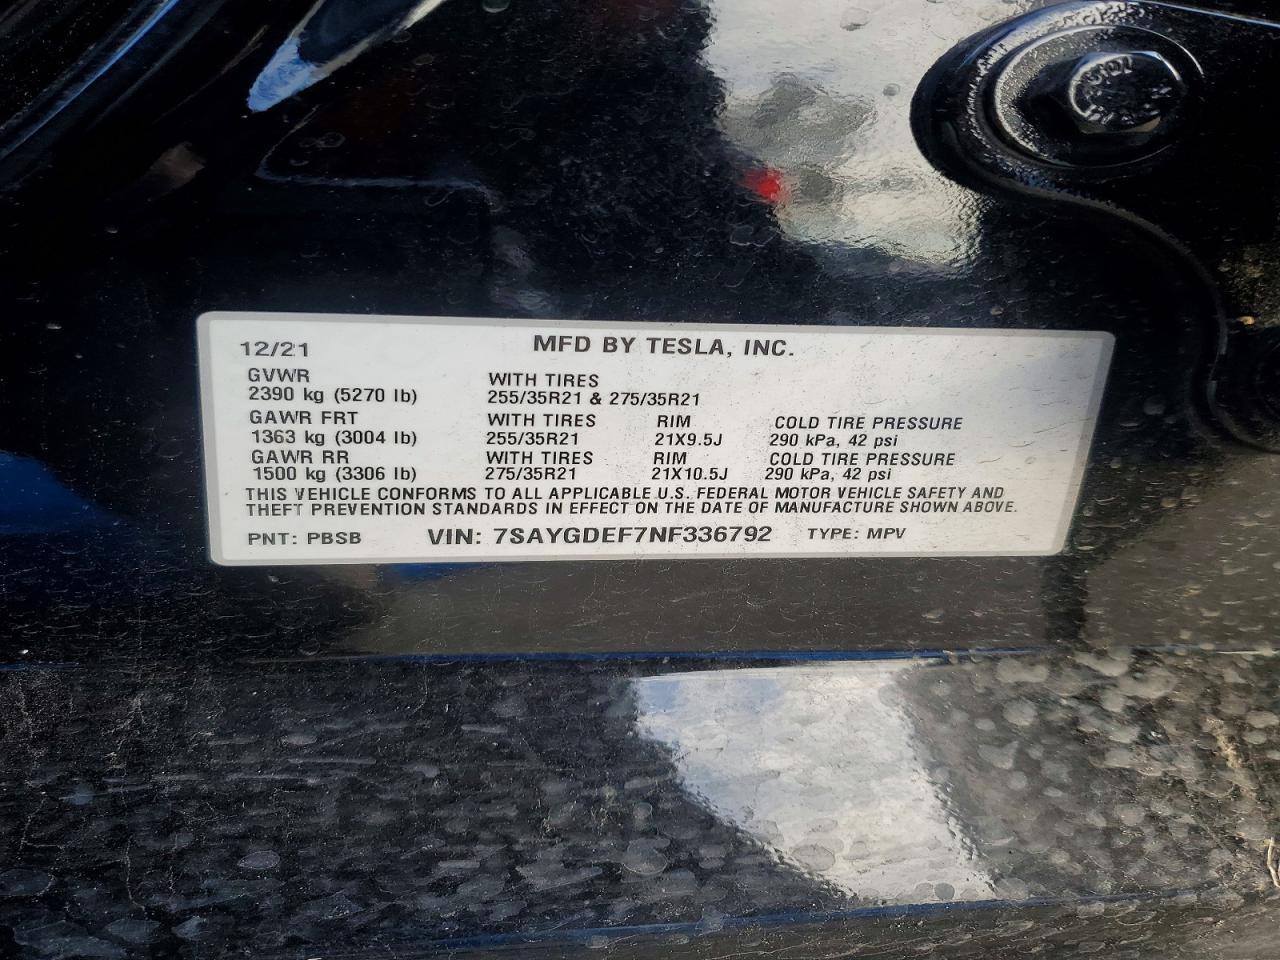 12/21 MFD BY TESLA, INC.
GVWR WITH TIRES
2390 kg (5270 lb) 255/35R21 & 275/35R21
GAWR FRT WITH TIRES RIM COLD TIRE PRESSURE
1363 kg (3004 lb) 255/35R21 21X9.5J 290 kPa, 42 psi
GAWR RR WITH TIRES RIM COLD TIRE PRESSURE
1500 kg (3306 lb) 275/35R21 21X10.5J 290 kPa, 42 psi
THIS VEHICLE CONFORMS TO ALL APPLICABLE U.S. FEDERAL MOTOR VEHICLE SAFETY AND
THEFT PREVENTION STANDARDS IN EFFECT ON THE DATE OF MANUFACTURE SHOWN ABOVE.
PNT: PBSB VIN: 7SAYGDEF7NF336792 TYPE: MPV